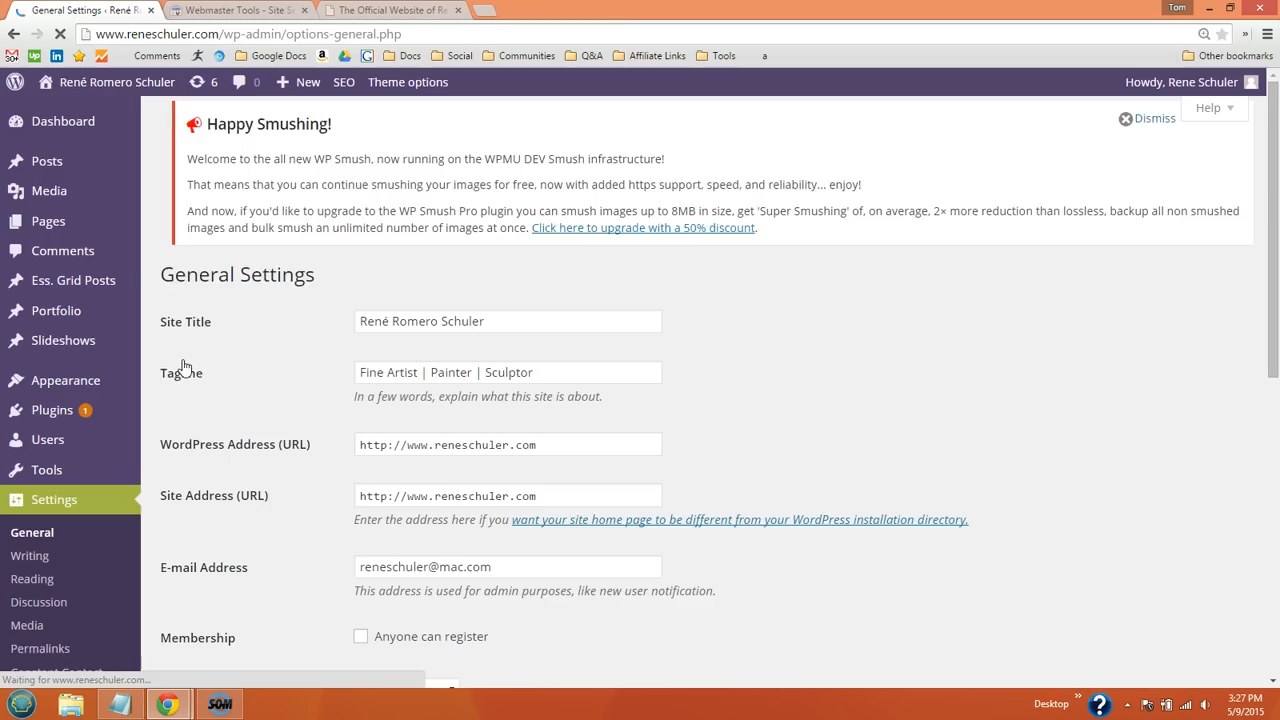 General Settings ‹ René R
Webmaster Tools - Site S
The Official Website of Re
Tom
www.reneschuler.com/wp-admin/options-general.php
Comments
Google Docs
Docs
Social
Communities
Q&A
Affiliate Links
Tools
a
Other bookmarks
René Romero Schuler
6
0
New
SEO
Theme options
Howdy, Rene Schuler
Help
Dashboard
Posts
Media
Pages
Comments
Ess. Grid Posts
Portfolio
Slideshows
Appearance
Plugins 1
Users
Tools
Settings
General
Writing
Reading
Discussion
Media
Permalinks
Happy Smushing!
Dismiss
Welcome to the all new WP Smush, now running on the WPMU DEV Smush infrastructure!
That means that you can continue smushing your images for free, now with added https support, speed, and reliability... enjoy!
And now, if you'd like to upgrade to the WP Smush Pro plugin you can smush images up to 8MB in size, get 'Super Smushing' of, on average, 2× more reduction than lossless, backup all non smushed
images and bulk smush an unlimited number of images at once. Click here to upgrade with a 50% discount.
General Settings
Site Title
René Romero Schuler
Tagline
Fine Artist | Painter | Sculptor
In a few words, explain what this site is about.
WordPress Address (URL)
http://www.reneschuler.com
Site Address (URL)
http://www.reneschuler.com
Enter the address here if you want your site home page to be different from your WordPress installation directory.
E-mail Address
reneschuler@mac.com
This address is used for admin purposes, like new user notification.
Membership
Anyone can register
Waiting for www.reneschuler.com...
SOM
Desktop
3:27 PM
5/9/2015